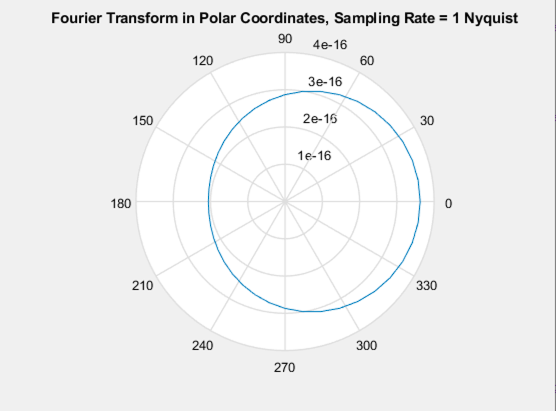 Fourier Transform in Polar Coordinates, Sampling Rate = 1 Nyquist
90
4e-16
120
60
3e-16
150
2e-16
30
1e-16
180
0
210
330
240
300
270